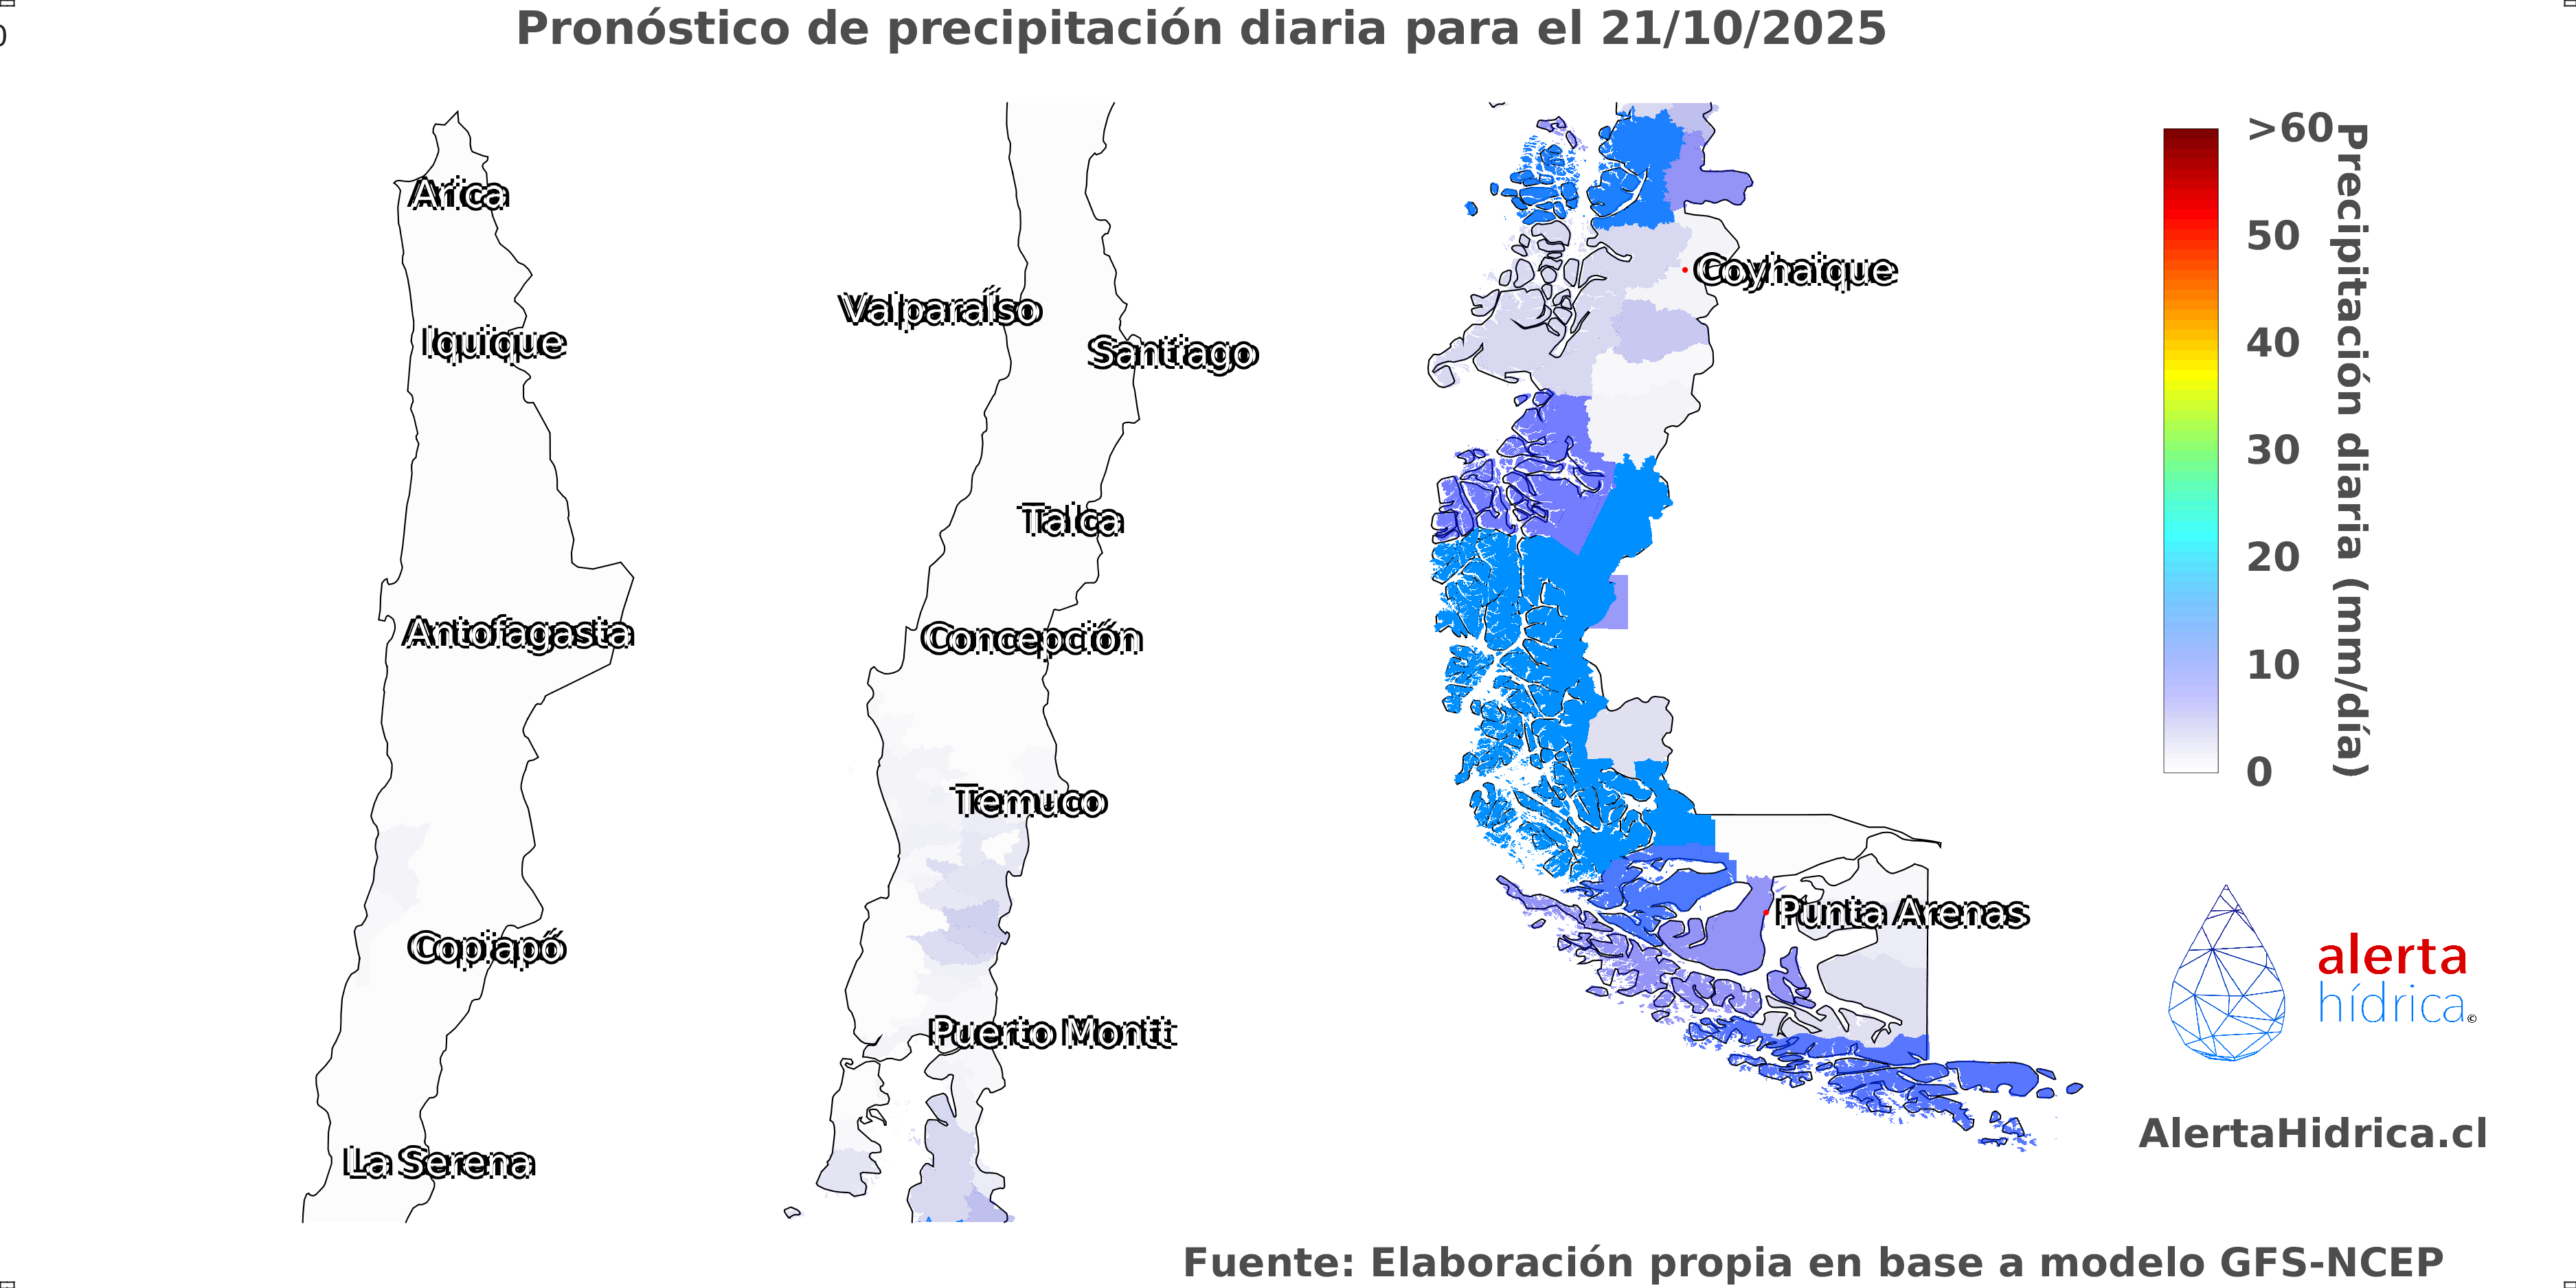 Pronóstico de precipitación diaria para el 21/10/2025
0
Arica
Iquique
Antofagasta
Copiapó
La Serena
Valparaíso
Santiago
Talca
Concepción
Temuco
Puerto Montt
Coyhaique
Punta Arenas
>60
50
40
30
20
10
0
Precipitación diaria (mm/día)
alerta
hídrica©
AlertaHidrica.cl
Fuente: Elaboración propia en base a modelo GFS-NCEP